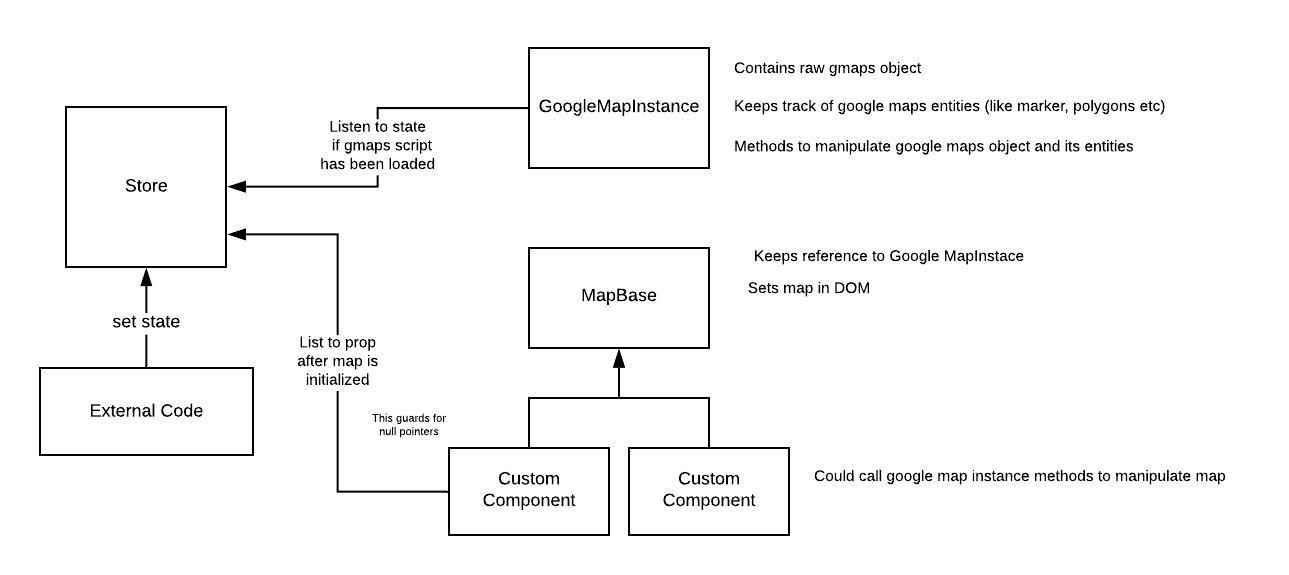 Contains raw gmaps object
GoogleMapInstance
Keeps track of google maps entities (like marker, polygons etc)
Methods to manipulate google maps object and its entities
Listen to state
if gmaps script
has been loaded
Store
Keeps reference to Google MapInstace
Sets map in DOM
MapBase
set state
List to prop
after map is
initialized
External Code
This guards for
null pointers
Custom
Component
Custom
Component
Could call google map instance methods to manipulate map